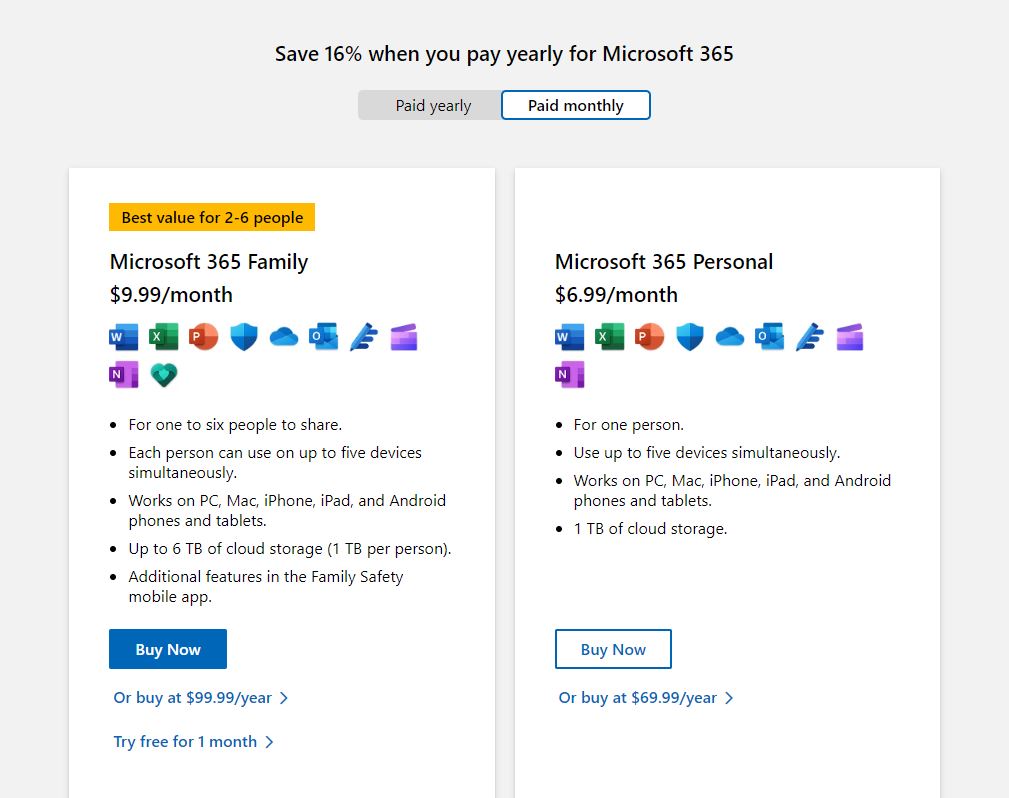 Save 16% when you pay yearly for Microsoft 365
Paid yearly
Paid monthly
Best value for 2-6 people
Microsoft 365 Family
$9.99/month
W
X
P
O
N
For one to six people to share.
Each person can use on up to five devices
simultaneously.
Works on PC, Mac, iPhone, iPad, and Android
phones and tablets.
Up to 6 TB of cloud storage (1 TB per person).
Additional features in the Family Safety
mobile app.
Buy Now
Or buy at $99.99/year
Try free for 1 month
Microsoft 365 Personal
$6.99/month
W
X
P
O
N
For one person.
Use up to five devices simultaneously.
Works on PC, Mac, iPhone, iPad, and Android
phones and tablets.
1 TB of cloud storage.
Buy Now
Or buy at $69.99/year